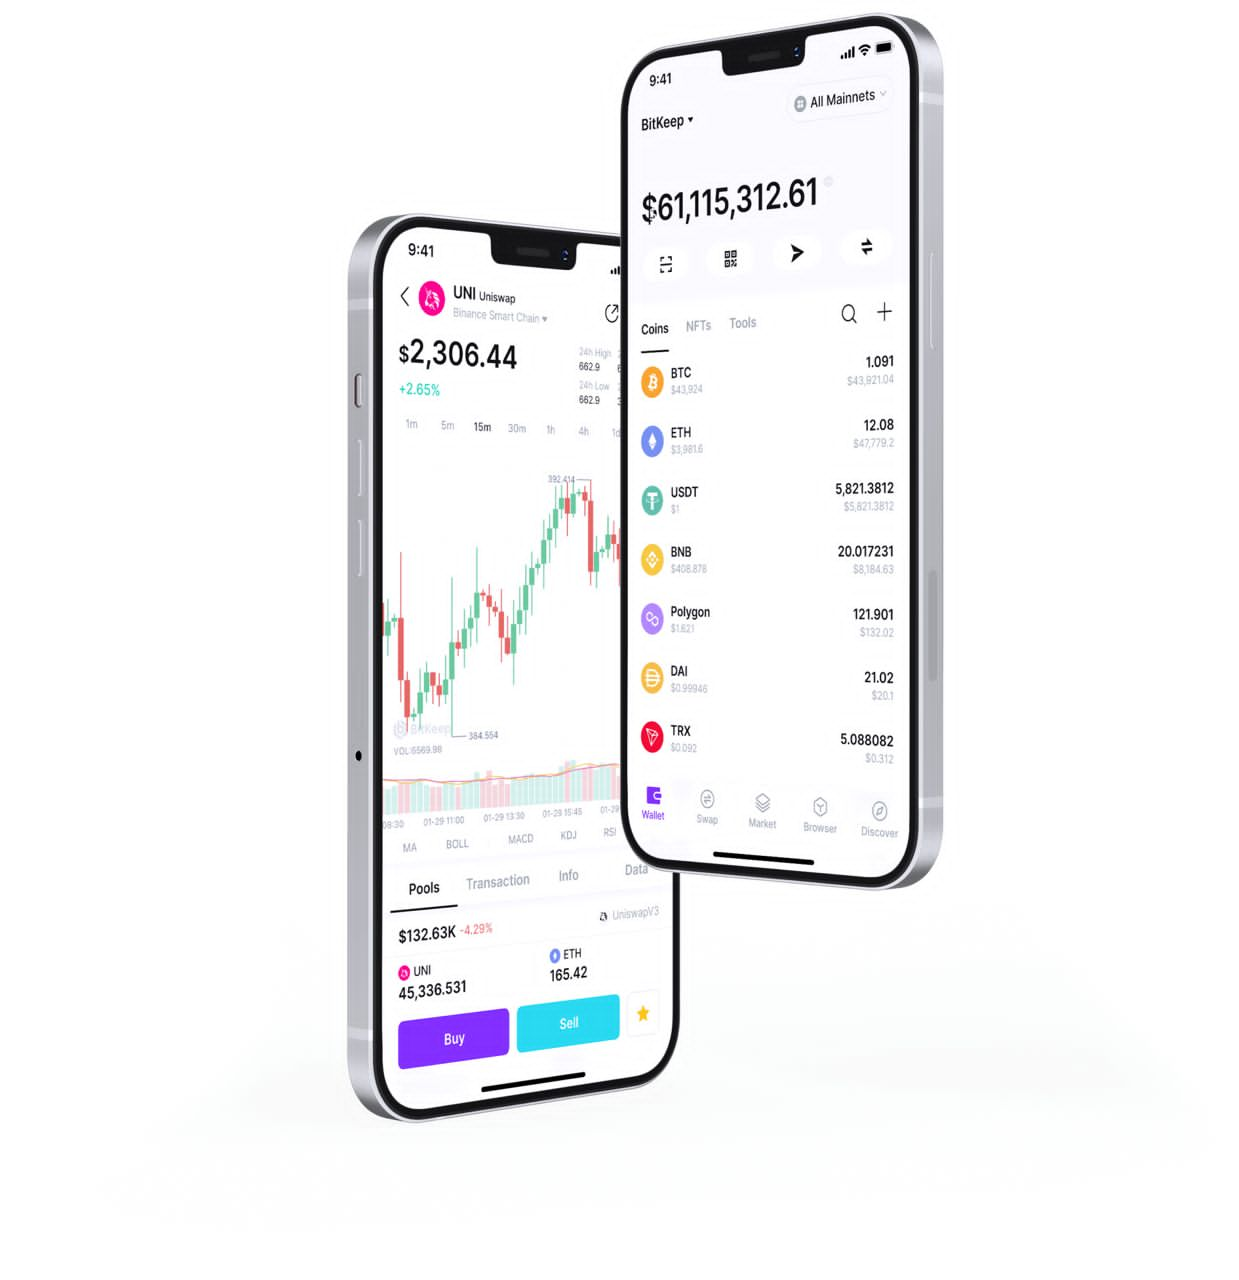 9:41
UNI Uniswap
Binance Smart Chain
$2,306.44
+2.65%
24h High
662.9
24h Low
662.9
1m 5m 15m 30m 1h 4h 1d
392.414
384.554
BitKeep
VOL:6569.98
08:30 01-29 11:00 01-29 13:30 01-29 15:45 01-29
MA BOLL MACD KDJ RSI
Pools Transaction Info Data
$132.63K -4.29% UniswapV3
UNI ETH
45,336.531 165.42
Buy Sell
9:41
All Mainnets
BitKeep
$61,115,312.61
Coins NFTs Tools
BTC 1.091
$43,924 $43,921.04
ETH 12.08
$3,981.6 $47,779.2
USDT 5,821.3812
$1 $5,821.3812
BNB 20.017231
$408.878 $8,184.63
Polygon 121.901
$1.621 $132.02
DAI 21.02
$0.99946 $20.1
TRX 5.088082
$0.092 $0.312
Wallet Swap Market Browser Discover